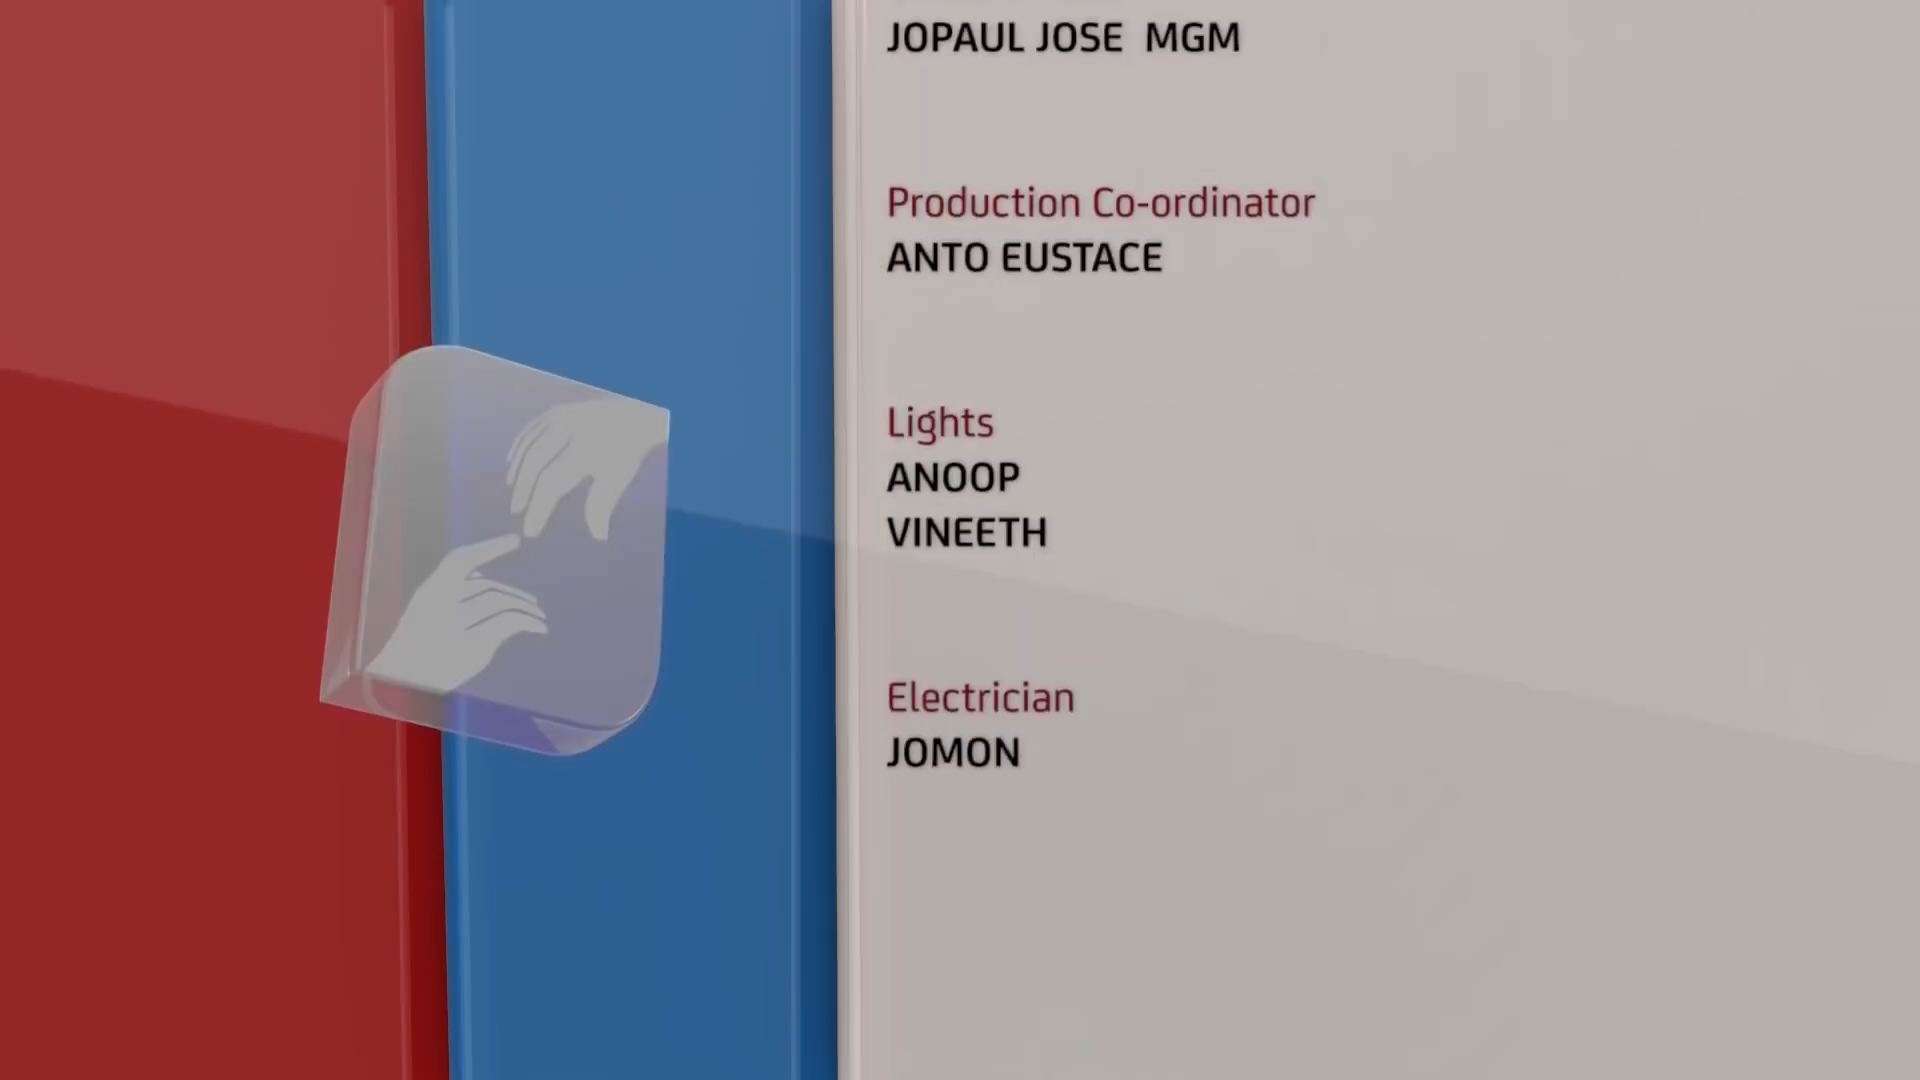 JOPAUL JOSE  MGM
Production Co-ordinator
ANTO EUSTACE
Lights
ANOOP
VINEETH
Electrician
JOMON